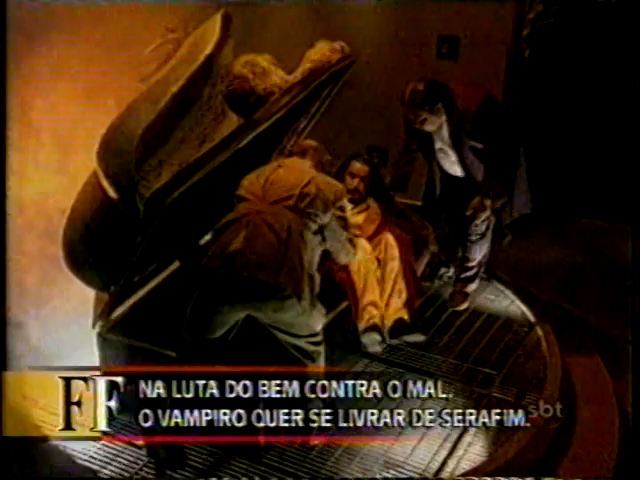 FF
NA LUTA DO BEM CONTRA O MAL,
O VAMPIRO QUER SE LIVRAR DE SERAFIM.
sbt